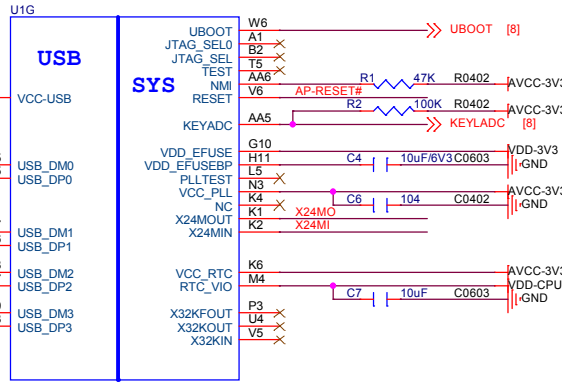 U1G
USB
SYS
VCC-USB
USB_DM0
USB_DP0
USB_DM1
USB_DP1
USB_DM2
USB_DP2
USB_DM3
USB_DP3
UBOOT W6 UBOOT [8]
JTAG_SEL0 A1
JTAG_SEL B2
TEST T5
NMI AA6 R1 47K R0402 AVCC-3V3
RESET V6 AP-RESET#
R2 100K R0402 AVCC-3V3
KEYADC AA5 KEYLADC [8]
VDD_EFUSE G10 VDD-3V3
VDD_EFUSEBP H11 C4 10uF/6V3 C0603 GND
PLLTEST L5
VCC_PLL N3 AVCC-3V3
NC K4 C6 104 C0402 GND
X24MOUT K1 X24MO
X24MIN K2 X24MI
VCC_RTC K6 AVCC-3V3
RTC_VIO M4 VDD-CPU
C7 10uF C0603 GND
X32KFOUT P3
X32KOUT U4
X32KIN V5